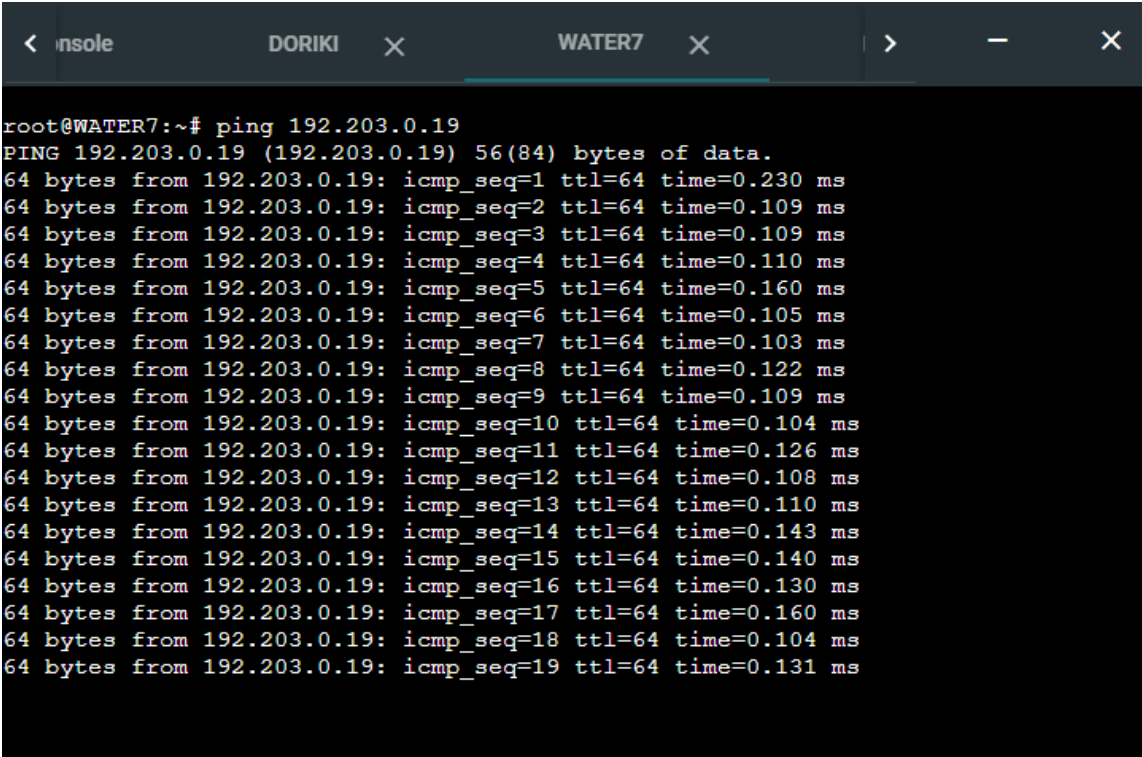 onsole DORIKI WATER7
root@WATER7:~# ping 192.203.0.19
PING 192.203.0.19 (192.203.0.19) 56(84) bytes of data.
64 bytes from 192.203.0.19: icmp_seq=1 ttl=64 time=0.230 ms
64 bytes from 192.203.0.19: icmp_seq=2 ttl=64 time=0.109 ms
64 bytes from 192.203.0.19: icmp_seq=3 ttl=64 time=0.109 ms
64 bytes from 192.203.0.19: icmp_seq=4 ttl=64 time=0.110 ms
64 bytes from 192.203.0.19: icmp_seq=5 ttl=64 time=0.160 ms
64 bytes from 192.203.0.19: icmp_seq=6 ttl=64 time=0.105 ms
64 bytes from 192.203.0.19: icmp_seq=7 ttl=64 time=0.103 ms
64 bytes from 192.203.0.19: icmp_seq=8 ttl=64 time=0.122 ms
64 bytes from 192.203.0.19: icmp_seq=9 ttl=64 time=0.109 ms
64 bytes from 192.203.0.19: icmp_seq=10 ttl=64 time=0.104 ms
64 bytes from 192.203.0.19: icmp_seq=11 ttl=64 time=0.126 ms
64 bytes from 192.203.0.19: icmp_seq=12 ttl=64 time=0.108 ms
64 bytes from 192.203.0.19: icmp_seq=13 ttl=64 time=0.110 ms
64 bytes from 192.203.0.19: icmp_seq=14 ttl=64 time=0.143 ms
64 bytes from 192.203.0.19: icmp_seq=15 ttl=64 time=0.140 ms
64 bytes from 192.203.0.19: icmp_seq=16 ttl=64 time=0.130 ms
64 bytes from 192.203.0.19: icmp_seq=17 ttl=64 time=0.160 ms
64 bytes from 192.203.0.19: icmp_seq=18 ttl=64 time=0.104 ms
64 bytes from 192.203.0.19: icmp_seq=19 ttl=64 time=0.131 ms